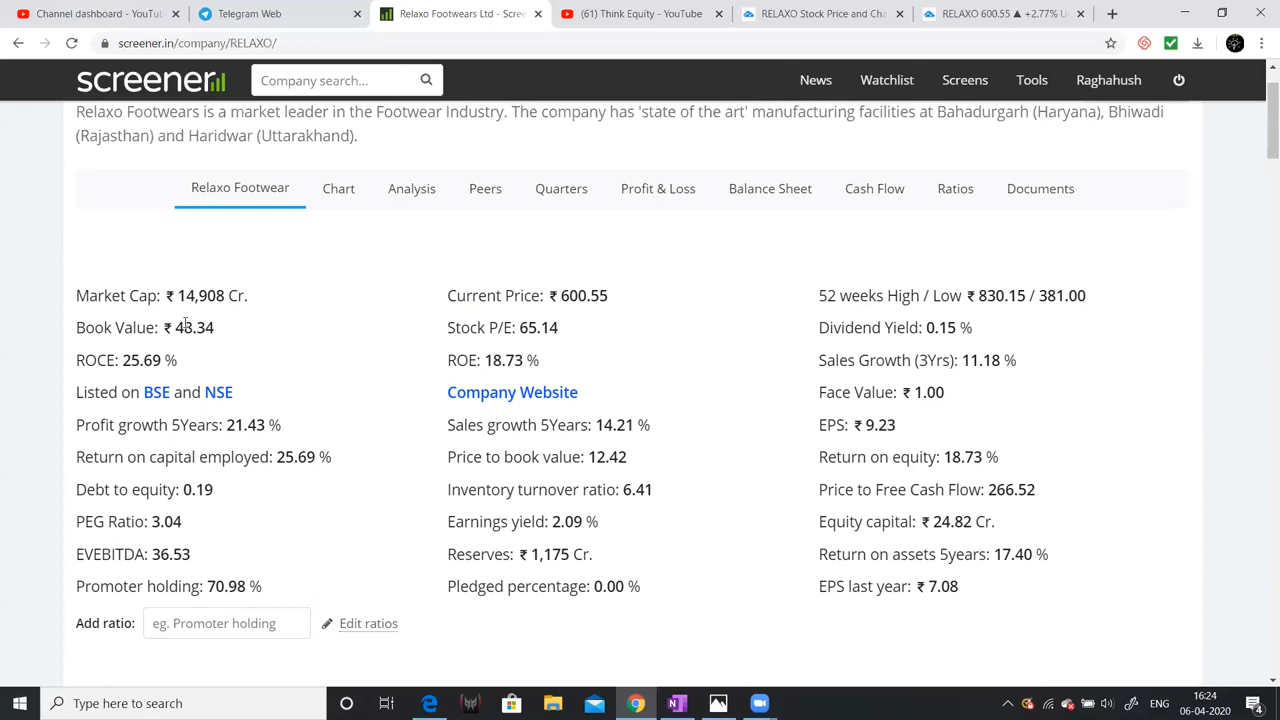 Channel dashboard - YouTu
Telegram Web
Relaxo Footwears Ltd - Scree
(61) Think Equity - YouTube
RELAXO Stock Price and Cha
RELAXO 600.55 ▲ +2.77% U
screener.in/company/RELAXO/
screener
Company search...
News
Watchlist
Screens
Tools
Raghahush
Relaxo Footwears is a market leader in the Footwear Industry. The company has 'state of the art' manufacturing facilities at Bahadurgarh (Haryana), Bhiwadi
(Rajasthan) and Haridwar (Uttarakhand).
Relaxo Footwear
Chart
Analysis
Peers
Quarters
Profit & Loss
Balance Sheet
Cash Flow
Ratios
Documents
Market Cap: ₹ 14,908 Cr.
Current Price: ₹ 600.55
52 weeks High / Low ₹ 830.15 / 381.00
Book Value: ₹ 48.34
Stock P/E: 65.14
Dividend Yield: 0.15 %
ROCE: 25.69 %
ROE: 18.73 %
Sales Growth (3Yrs): 11.18 %
Listed on BSE and NSE
Company Website
Face Value: ₹ 1.00
Profit growth 5Years: 21.43 %
Sales growth 5Years: 14.21 %
EPS: ₹ 9.23
Return on capital employed: 25.69 %
Price to book value: 12.42
Return on equity: 18.73 %
Debt to equity: 0.19
Inventory turnover ratio: 6.41
Price to Free Cash Flow: 266.52
PEG Ratio: 3.04
Earnings yield: 2.09 %
Equity capital: ₹ 24.82 Cr.
EVEBITDA: 36.53
Reserves: ₹ 1,175 Cr.
Return on assets 5years: 17.40 %
Promoter holding: 70.98 %
Pledged percentage: 0.00 %
EPS last year: ₹ 7.08
Add ratio:
eg. Promoter holding
Edit ratios
Type here to search
ENG
16:24
06-04-2020
4